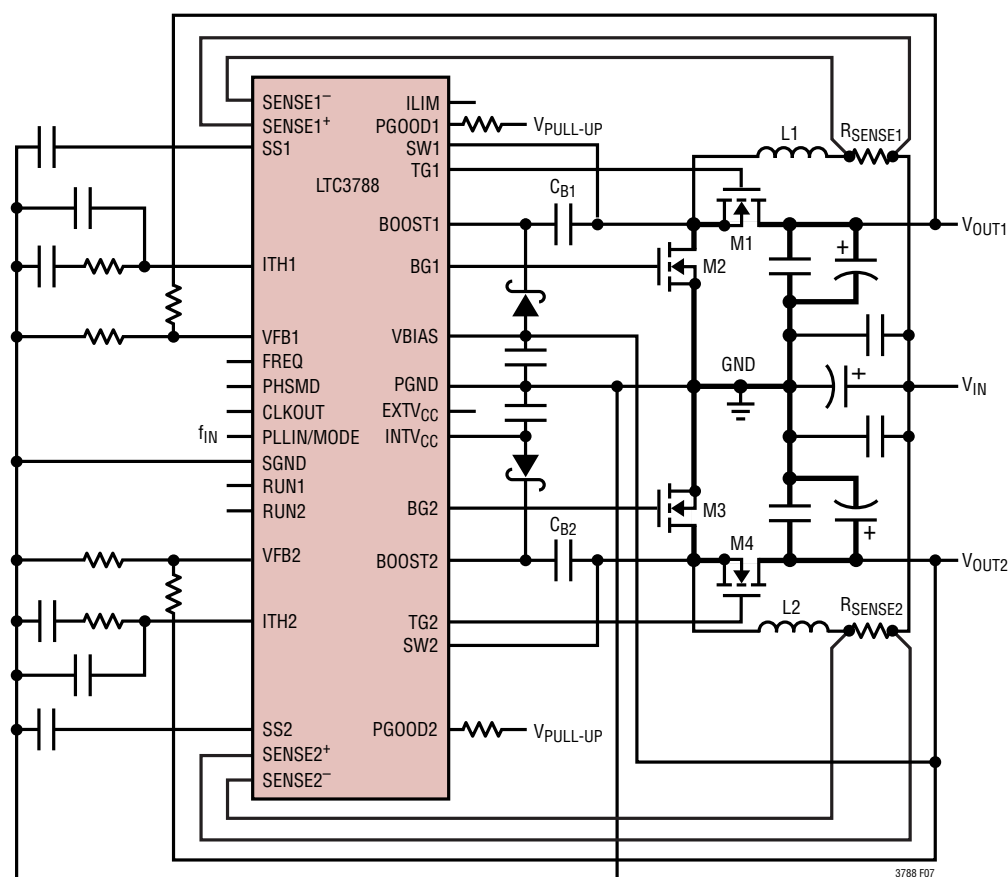 SENSE1–
SENSE1+
SS1
ITH1
VFB1
FREQ
PHSMD
CLKOUT
fIN
PLLIN/MODE
SGND
RUN1
RUN2
VFB2
ITH2
SS2
SENSE2+
SENSE2–
LTC3788
ILIM
PGOOD1
SW1
TG1
BOOST1
BG1
VBIAS
PGND
EXTVCC
INTVCC
BG2
BOOST2
TG2
SW2
PGOOD2
VPULL-UP
CB1
L1
RSENSE1
M1
M2
+
VOUT1
GND
+
VIN
M3
CB2
M4
+
VOUT2
L2
RSENSE2
VPULL-UP
3788 F07